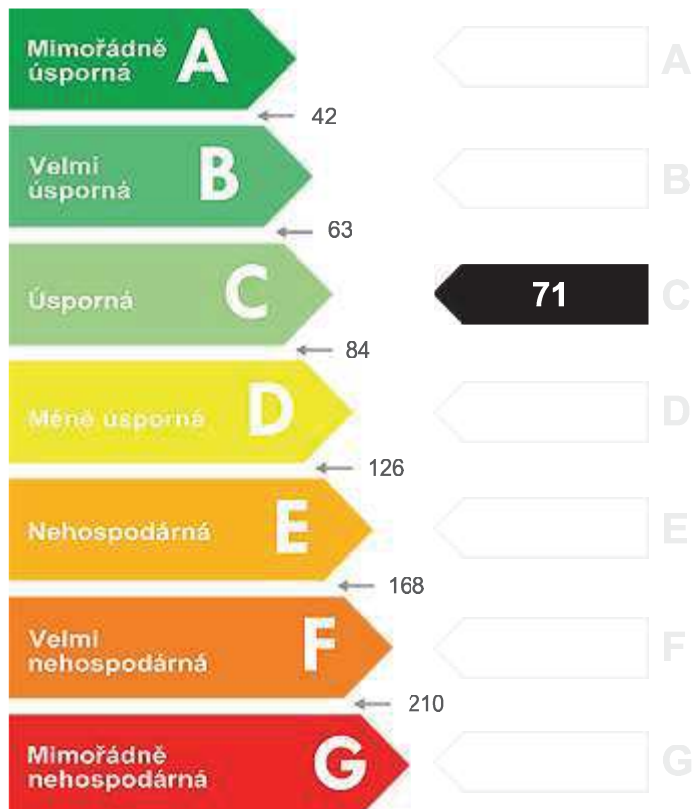 Mimořádně
úsporná
A
A
42
Velmi
úsporná
B
B
63
Úsporná
C
71
C
84
Méně úsporná
D
D
126
Nehospodárná
E
E
168
Velmi
nehospodárná
F
F
210
Mimořádně
nehospodárná
G
G